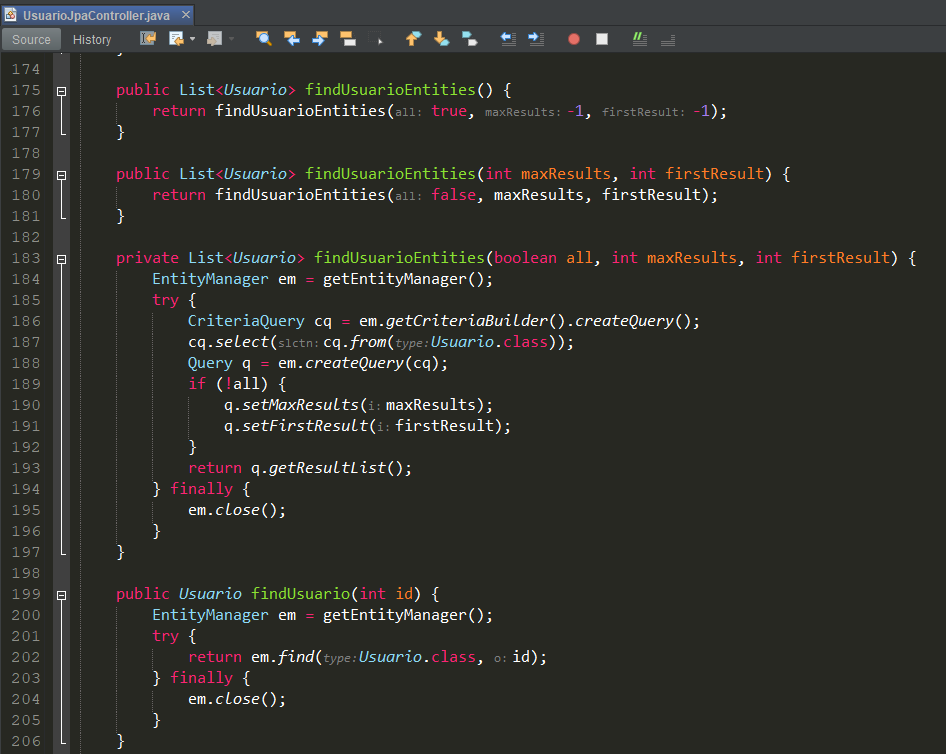 UsuarioJpaController.java
Source History
174
175 public List<Usuario> findUsuarioEntities() {
176 return findUsuarioEntities(all: true, maxResults: -1, firstResult: -1);
177 }
178
179 public List<Usuario> findUsuarioEntities(int maxResults, int firstResult) {
180 return findUsuarioEntities(all: false, maxResults, firstResult);
181 }
182
183 private List<Usuario> findUsuarioEntities(boolean all, int maxResults, int firstResult) {
184 EntityManager em = getEntityManager();
185 try {
186 CriteriaQuery cq = em.getCriteriaBuilder().createQuery();
187 cq.select(slctn: cq.from(type: Usuario.class));
188 Query q = em.createQuery(cq);
189 if (!all) {
190 q.setMaxResults(i: maxResults);
191 q.setFirstResult(i: firstResult);
192 }
193 return q.getResultList();
194 } finally {
195 em.close();
196 }
197 }
198
199 public Usuario findUsuario(int id) {
200 EntityManager em = getEntityManager();
201 try {
202 return em.find(type: Usuario.class, o: id);
203 } finally {
204 em.close();
205 }
206 }